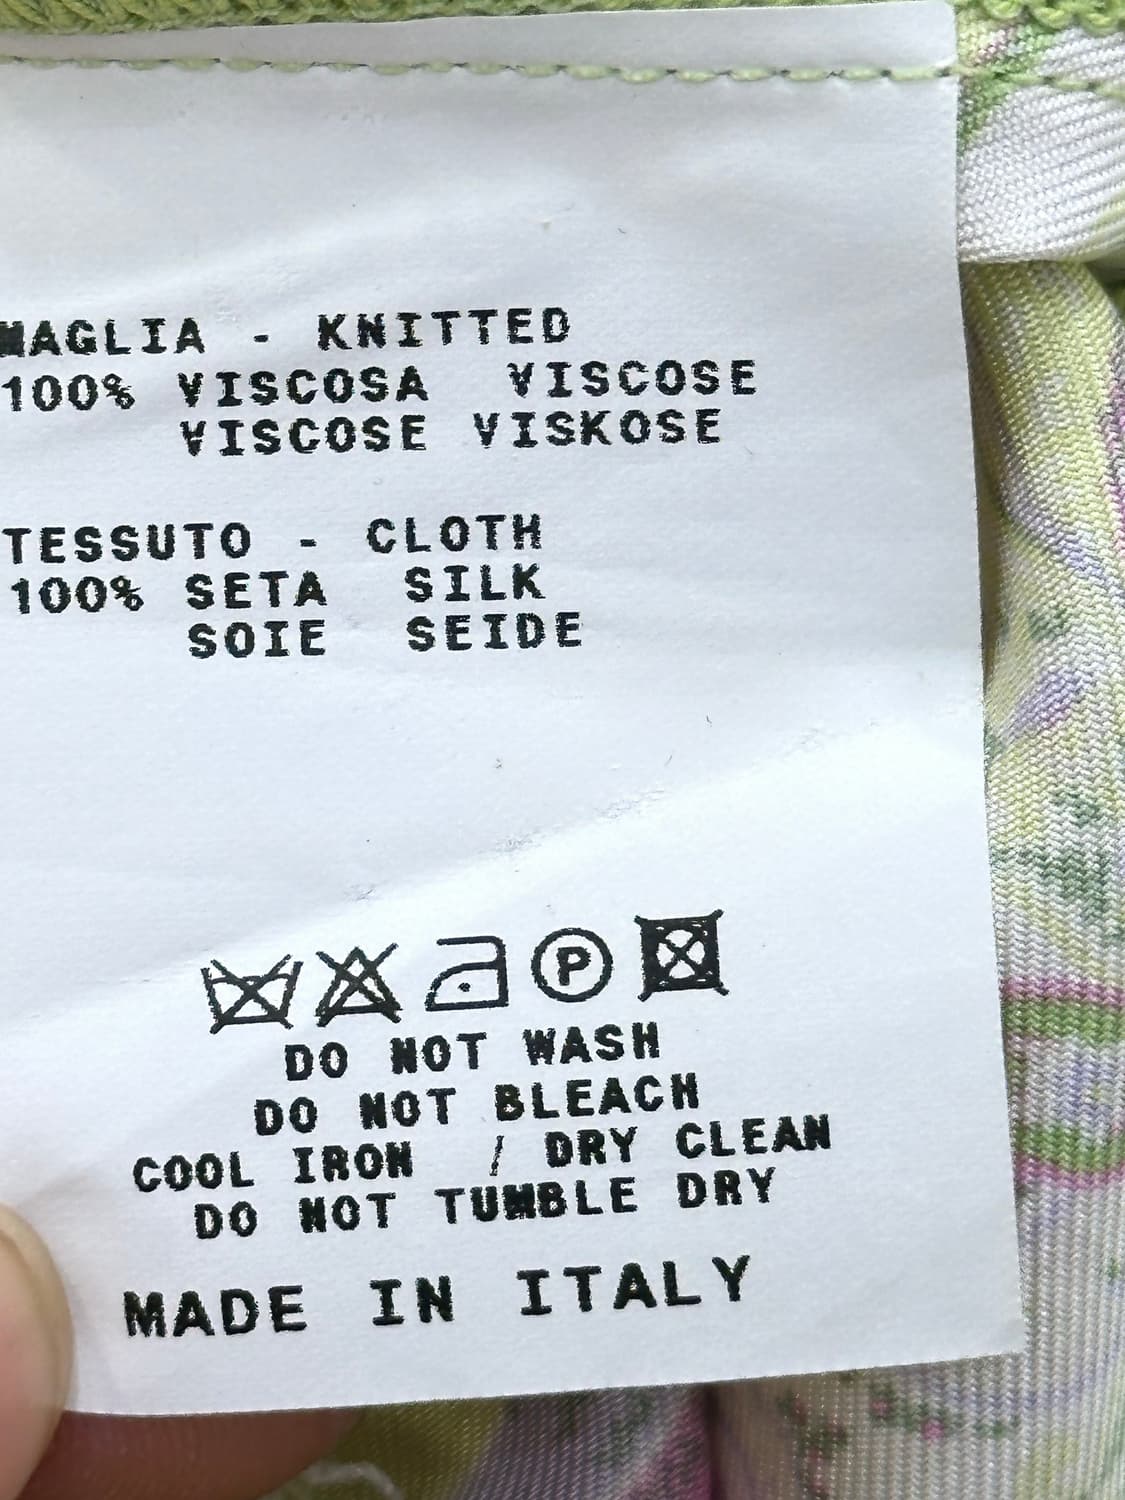 MAGLIA - KNITTED
100% VISCOSA VISCOSE
VISCOSE VISKOSE
TESSUTO - CLOTH
100% SETA SILK
SOIE SEIDE
P
DO NOT WASH
DO NOT BLEACH
COOL IRON / DRY CLEAN
DO NOT TUMBLE DRY
MADE IN ITALY